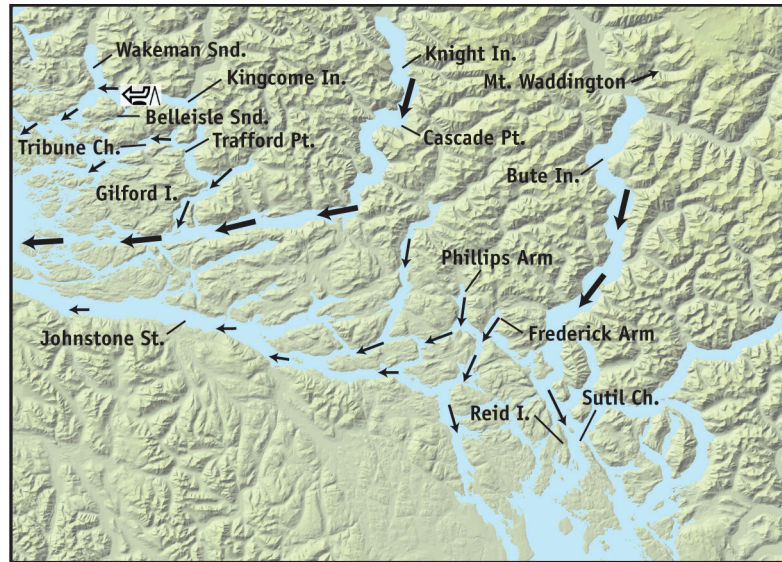 Wakeman Snd.
Knight In.
Kingcome In.
Mt. Waddington
Belleisle Snd.
Cascade Pt.
Tribune Ch.
Trafford Pt.
Bute In.
Gilford I.
Phillips Arm
Johnstone St.
Frederick Arm
Sutil Ch.
Reid I.